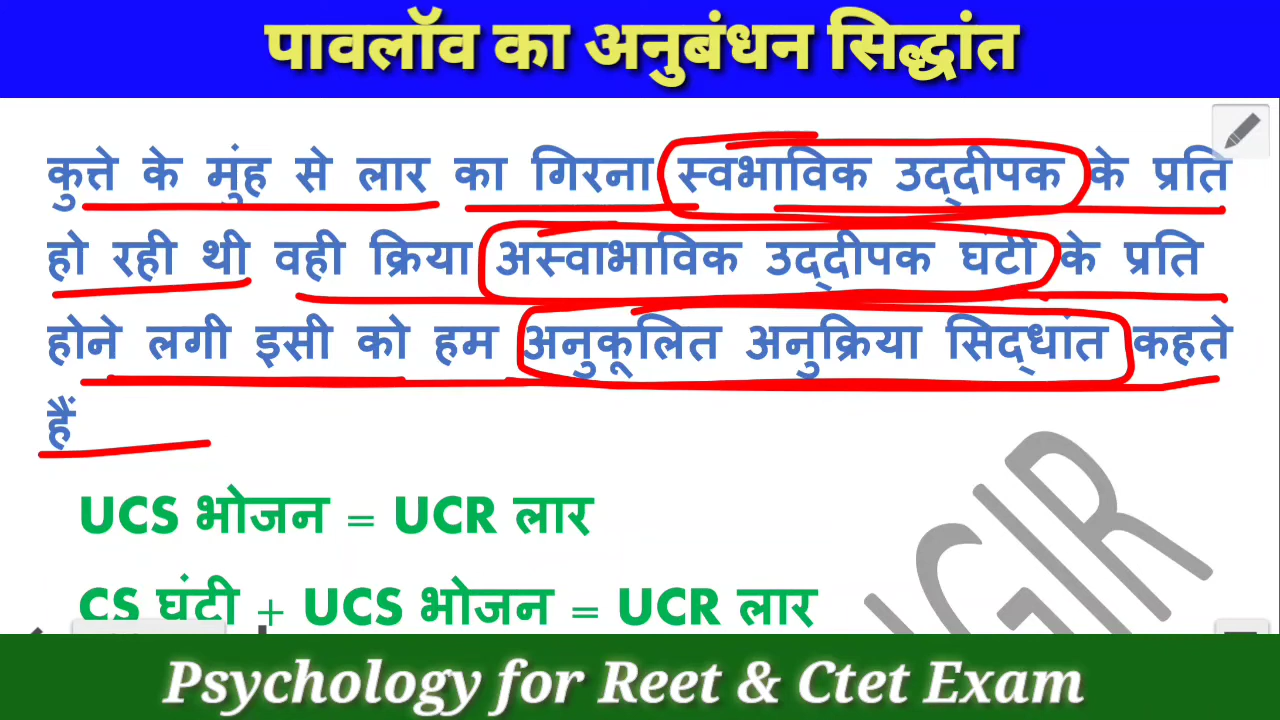 पावलॉव का अनुबंधन सिद्धांत
कुत्ते के मुंह से लार का गिरना स्वभाविक उद्दीपक के प्रति
हो रही थी वही क्रिया अस्वाभाविक उद्दीपक घंटी के प्रति
होने लगी इसी को हम अनुकूलित अनुक्रिया सिद्धांत कहते
हैं
UCS भोजन = UCR लार
CS घंटी + UCS भोजन = UCR लार
Psychology for Reet & Ctet Exam